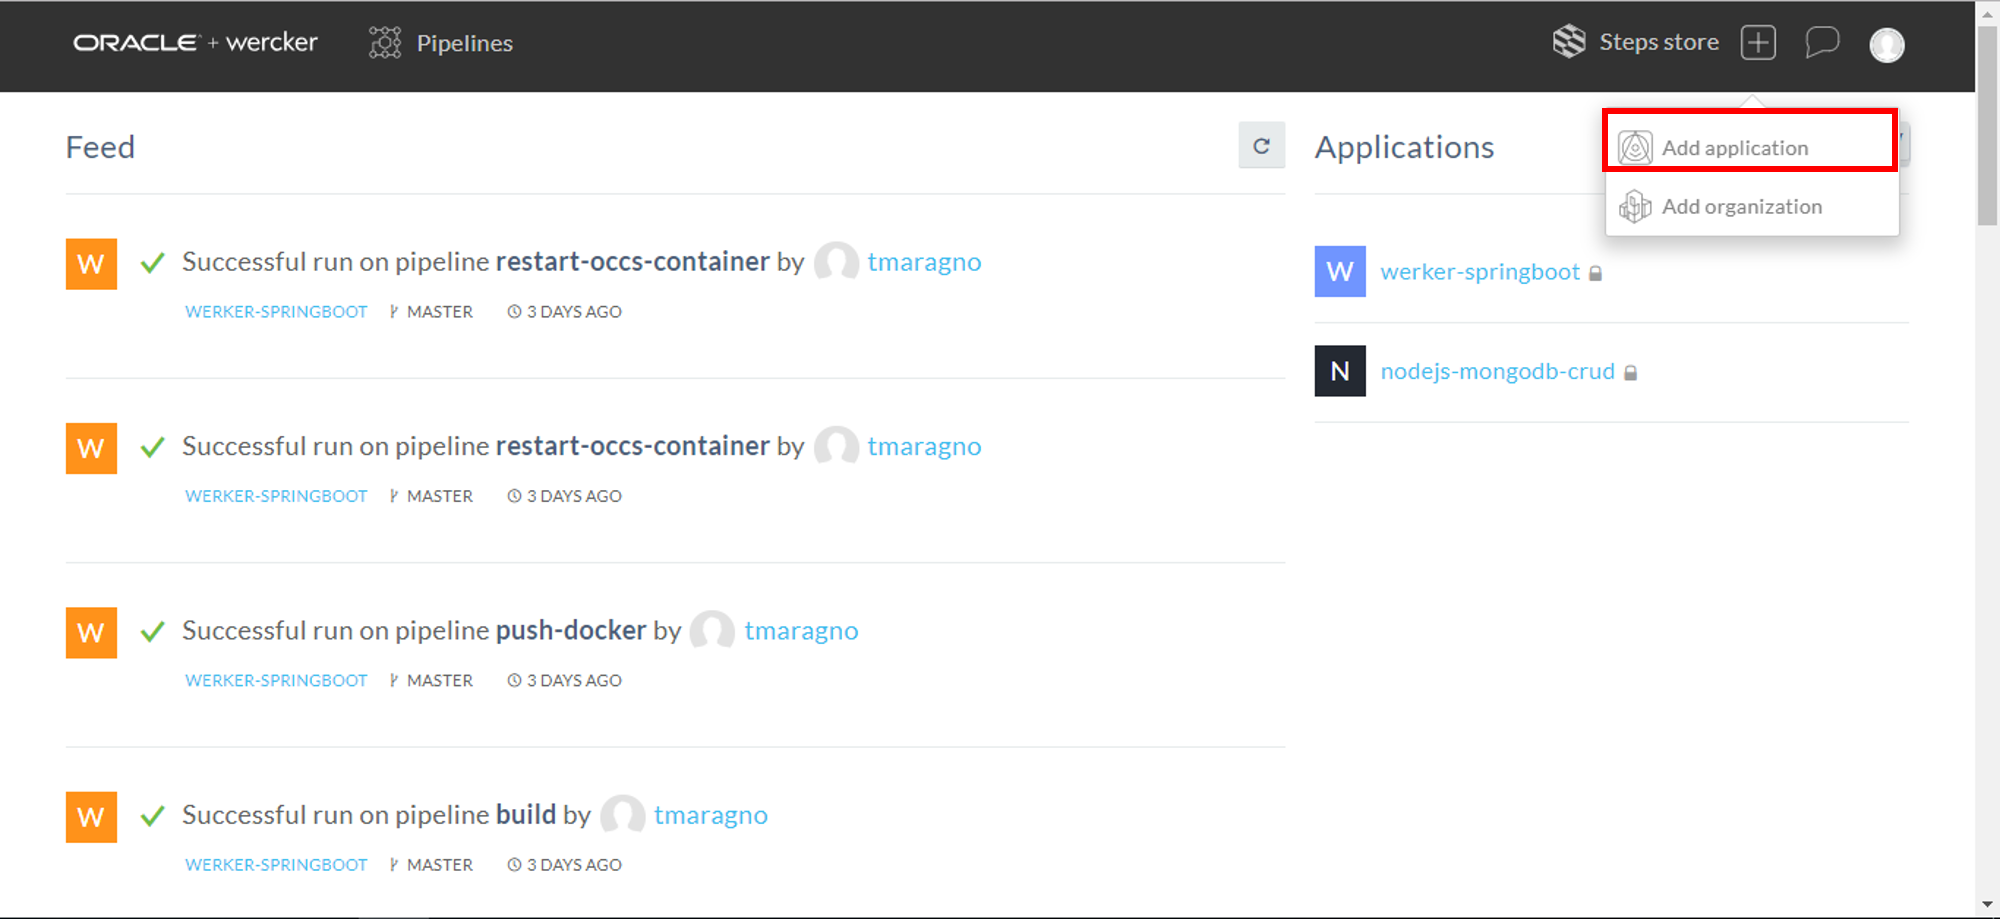 ORACLE + wercker Pipelines Steps store
Feed
Applications
Add application
Add organization
W Successful run on pipeline restart-occs-container by tmaragno
WERKER-SPRINGBOOT MASTER 3 DAYS AGO
W Successful run on pipeline restart-occs-container by tmaragno
WERKER-SPRINGBOOT MASTER 3 DAYS AGO
W Successful run on pipeline push-docker by tmaragno
WERKER-SPRINGBOOT MASTER 3 DAYS AGO
W Successful run on pipeline build by tmaragno
WERKER-SPRINGBOOT MASTER 3 DAYS AGO
W werker-springboot
N nodejs-mongodb-crud